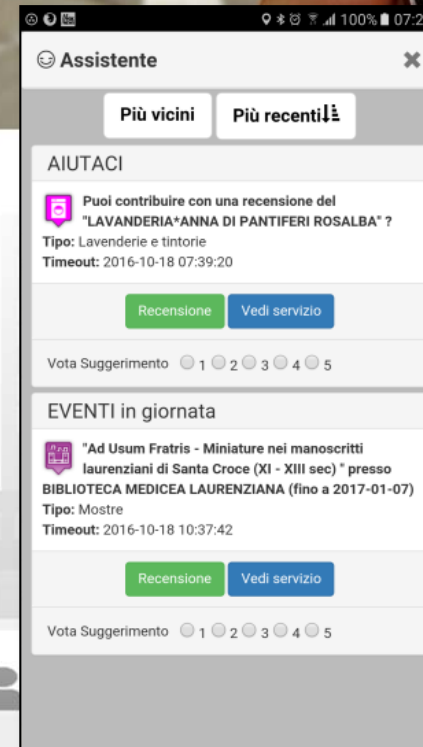 100% 07:2
Assistente
Più vicini
Più recenti
AIUTACI
Puoi contribuire con una recensione del
"LAVANDERIA*ANNA DI PANTIFERI ROSALBA" ?
Tipo: Lavenderie e tintorie
Timeout: 2016-10-18 07:39:20
Recensione Vedi servizio
Vota Suggerimento 1 2 3 4 5
EVENTI in giornata
"Ad Usum Fratris - Miniature nei manoscritti
laurenziani di Santa Croce (XI - XIII sec) " presso
BIBLIOTECA MEDICEA LAURENZIANA (fino a 2017-01-07)
Tipo: Mostre
Timeout: 2016-10-18 10:37:42
Recensione Vedi servizio
Vota Suggerimento 1 2 3 4 5